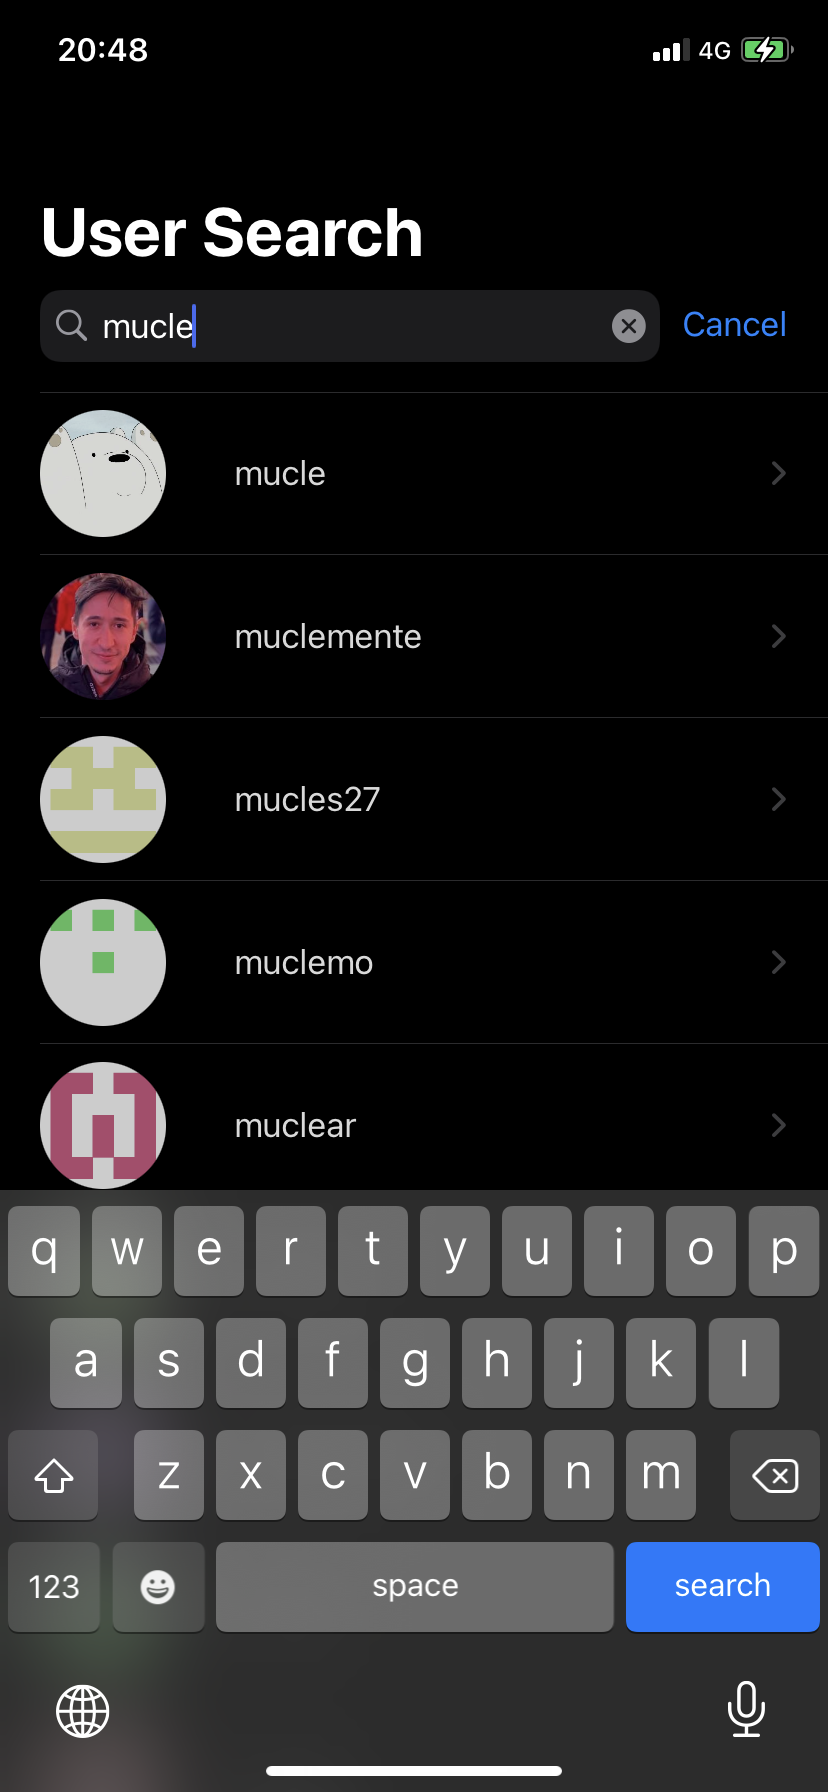 20:48 4G
User Search
mucle Cancel
mucle
muclemente
mucles27
muclemo
muclear
q w e r t y u i o p
a s d f g h j k l
z x c v b n m
123 space search